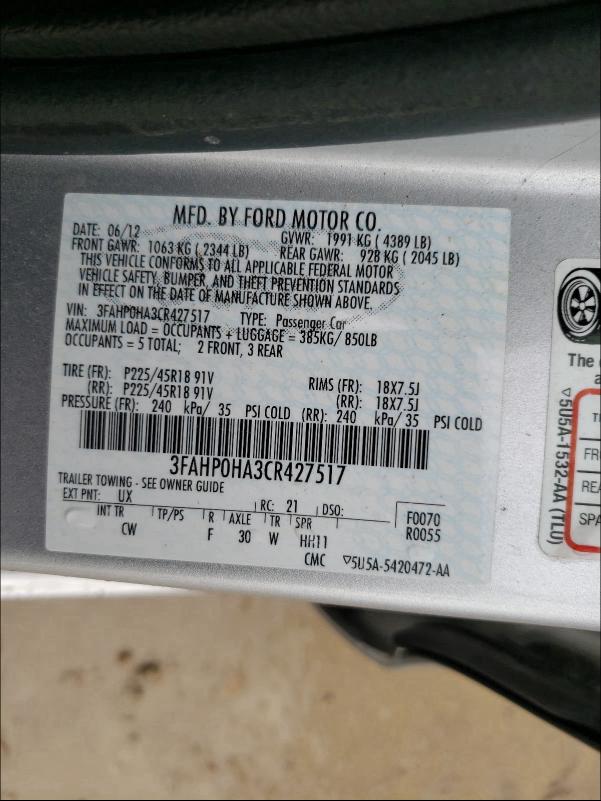 MFD. BY FORD MOTOR CO.
DATE: 06/12 GVWR: 1991 KG ( 4389 LB)
FRONT GAWR: 1063 KG ( 2344 LB) REAR GAWR: 928 KG ( 2045 LB)
THIS VEHICLE CONFORMS TO ALL APPLICABLE FEDERAL MOTOR
VEHICLE SAFETY, BUMPER, AND THEFT PREVENTION STANDARDS
IN EFFECT ON THE DATE OF MANUFACTURE SHOWN ABOVE.
VIN: 3FAHP0HA3CR427517 TYPE: Passenger Car
MAXIMUM LOAD = OCCUPANTS + LUGGAGE = 385KG/ 850LB
OCCUPANTS = 5 TOTAL; 2 FRONT, 3 REAR
TIRE (FR): P225/45R18 91V RIMS (FR): 18X7.5J
(RR): P225/45R18 91V (RR): 18X7.5J
PRESSURE (FR): 240 kPa/ 35 PSI COLD (RR): 240 kPa/ 35 PSI COLD
3FAHP0HA3CR427517
TRAILER TOWING - SEE OWNER GUIDE
EXT PNT: UX RC: 21 DSO:
INT TR TP/PS R AXLE TR SPR F0070
CW F 30 W HH11 R0055
CMC ▽5U5A-5420472-AA
The
▽5U5A-1532-AA (TL0)
FR
REA
SPA